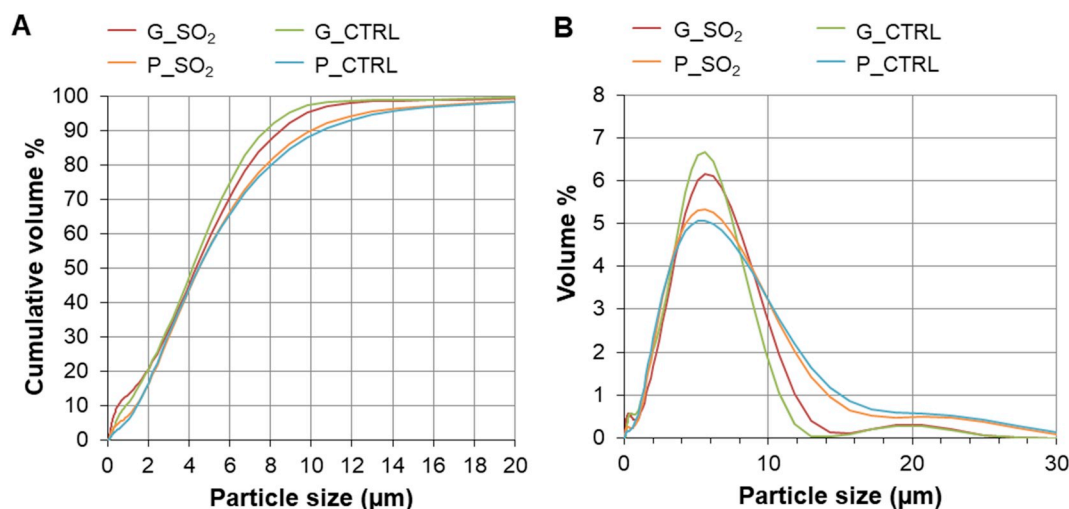 A
G_SO₂
G_CTRL
P_SO₂
P_CTRL
Cumulative volume %
100
90
80
70
60
50
40
30
20
10
0
0 2 4 6 8 10 12 14 16 18 20
Particle size (µm)
B
G_SO₂
G_CTRL
P_SO₂
P_CTRL
Volume %
8
7
6
5
4
3
2
1
0
0 10 20 30
Particle size (µm)